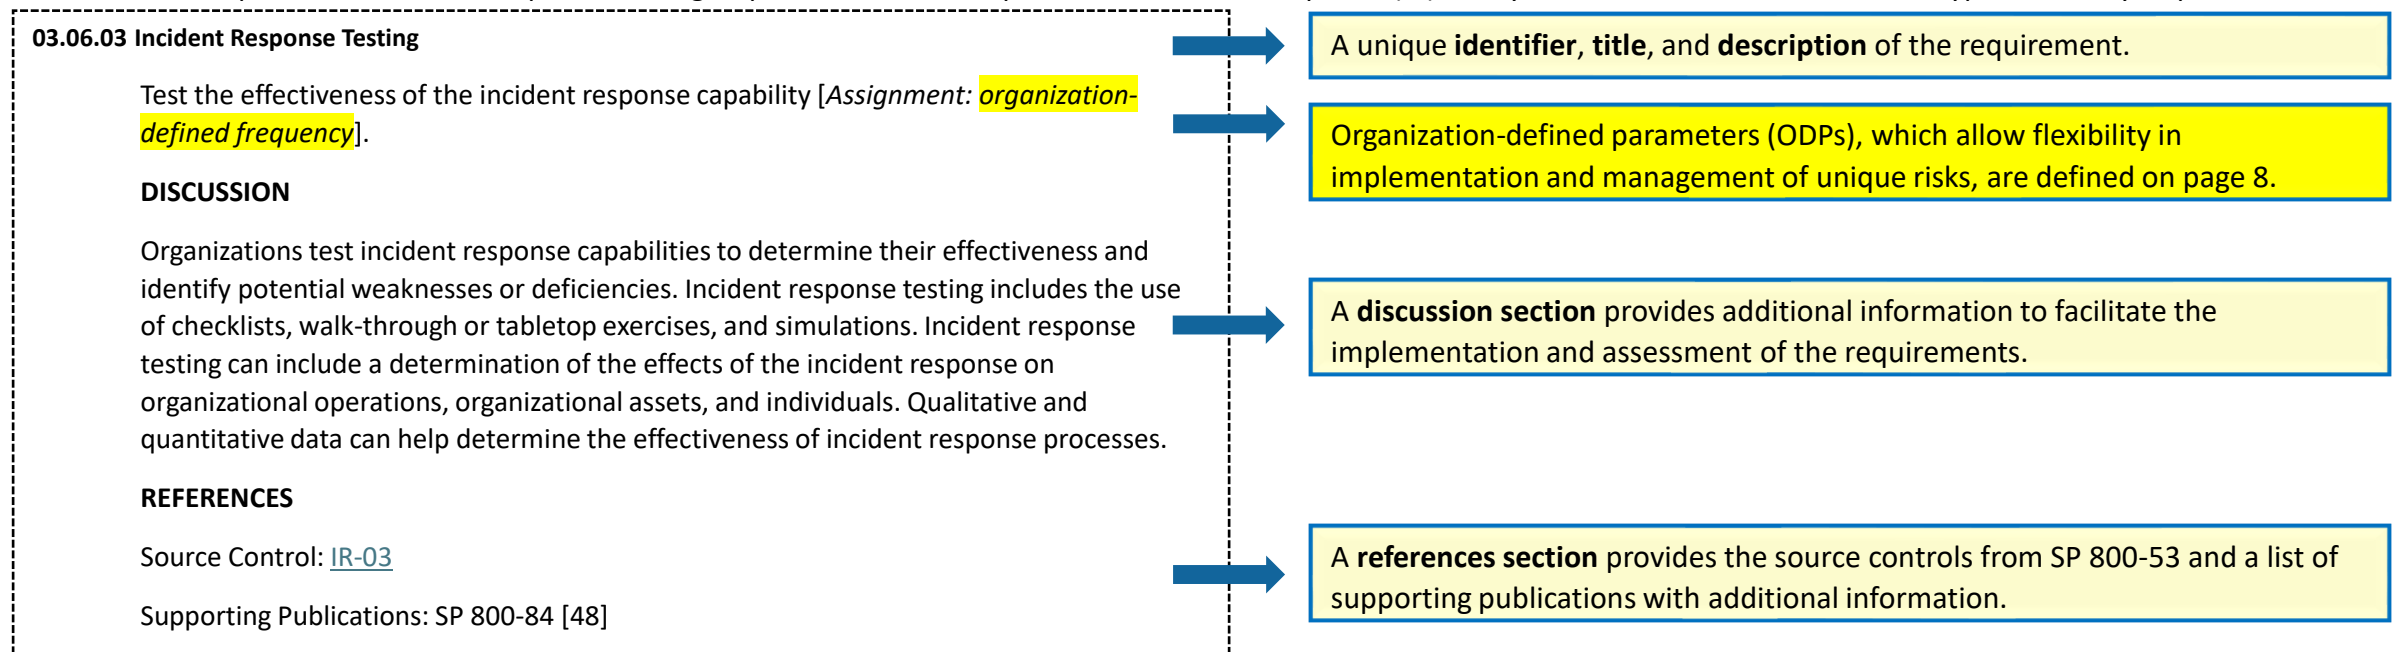 03.06.03 Incident Response Testing
Test the effectiveness of the incident response capability [Assignment: organization-
defined frequency].
DISCUSSION
Organizations test incident response capabilities to determine their effectiveness and
identify potential weaknesses or deficiencies. Incident response testing includes the use
of checklists, walk-through or tabletop exercises, and simulations. Incident response
testing can include a determination of the effects of the incident response on
organizational operations, organizational assets, and individuals. Qualitative and
quantitative data can help determine the effectiveness of incident response processes.
REFERENCES
Source Control: IR-03
Supporting Publications: SP 800-84 [48]
A unique identifier, title, and description of the requirement.
Organization-defined parameters (ODPs), which allow flexibility in
implementation and management of unique risks, are defined on page 8.
A discussion section provides additional information to facilitate the
implementation and assessment of the requirements.
A references section provides the source controls from SP 800-53 and a list of
supporting publications with additional information.